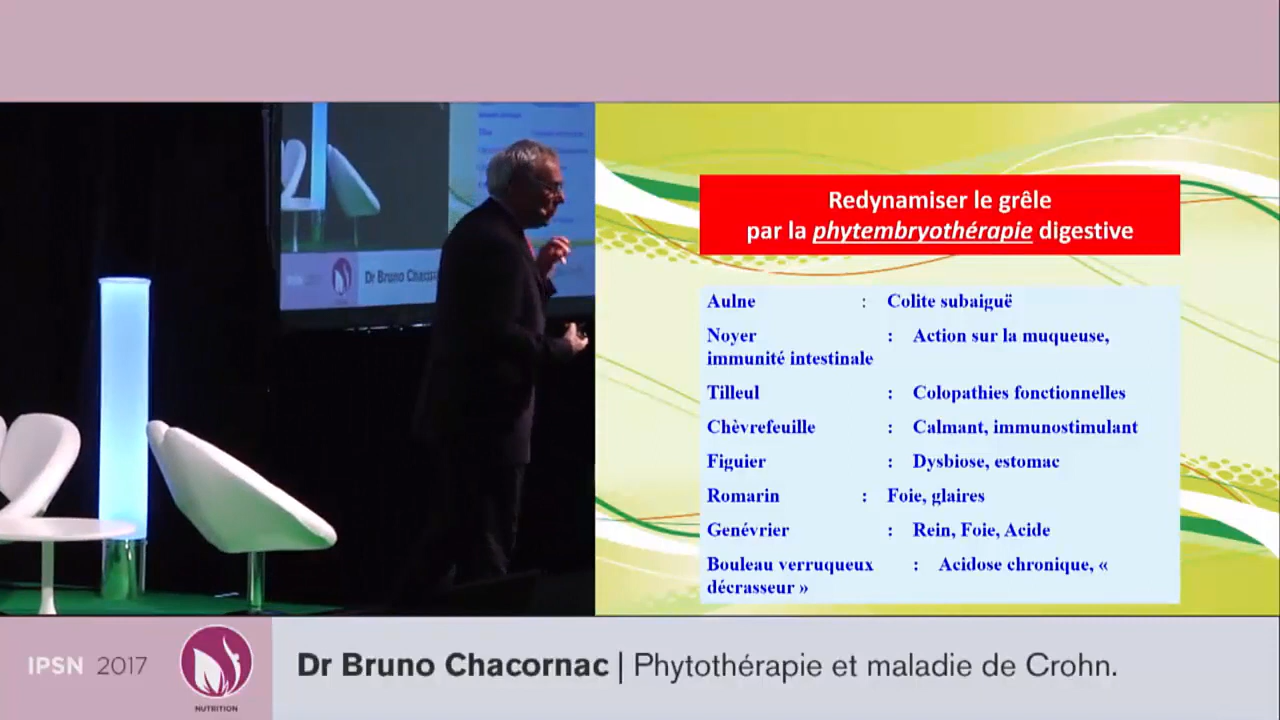 Redynamiser le grêle
par la phytembryothérapie digestive
Aulne : Colite subaiguë
Noyer : Action sur la muqueuse,
immunité intestinale
Tilleul : Colopathies fonctionnelles
Chèvrefeuille : Calmant, immunostimulant
Figuier : Dysbiose, estomac
Romarin : Foie, glaires
Genévrier : Rein, Foie, Acide
Bouleau verruqueux : Acidose chronique, «
décrasseur »
Dr Bruno
IPSN 2017
NUTRITION
Dr Bruno Chacornac | Phytothérapie et maladie de Crohn.